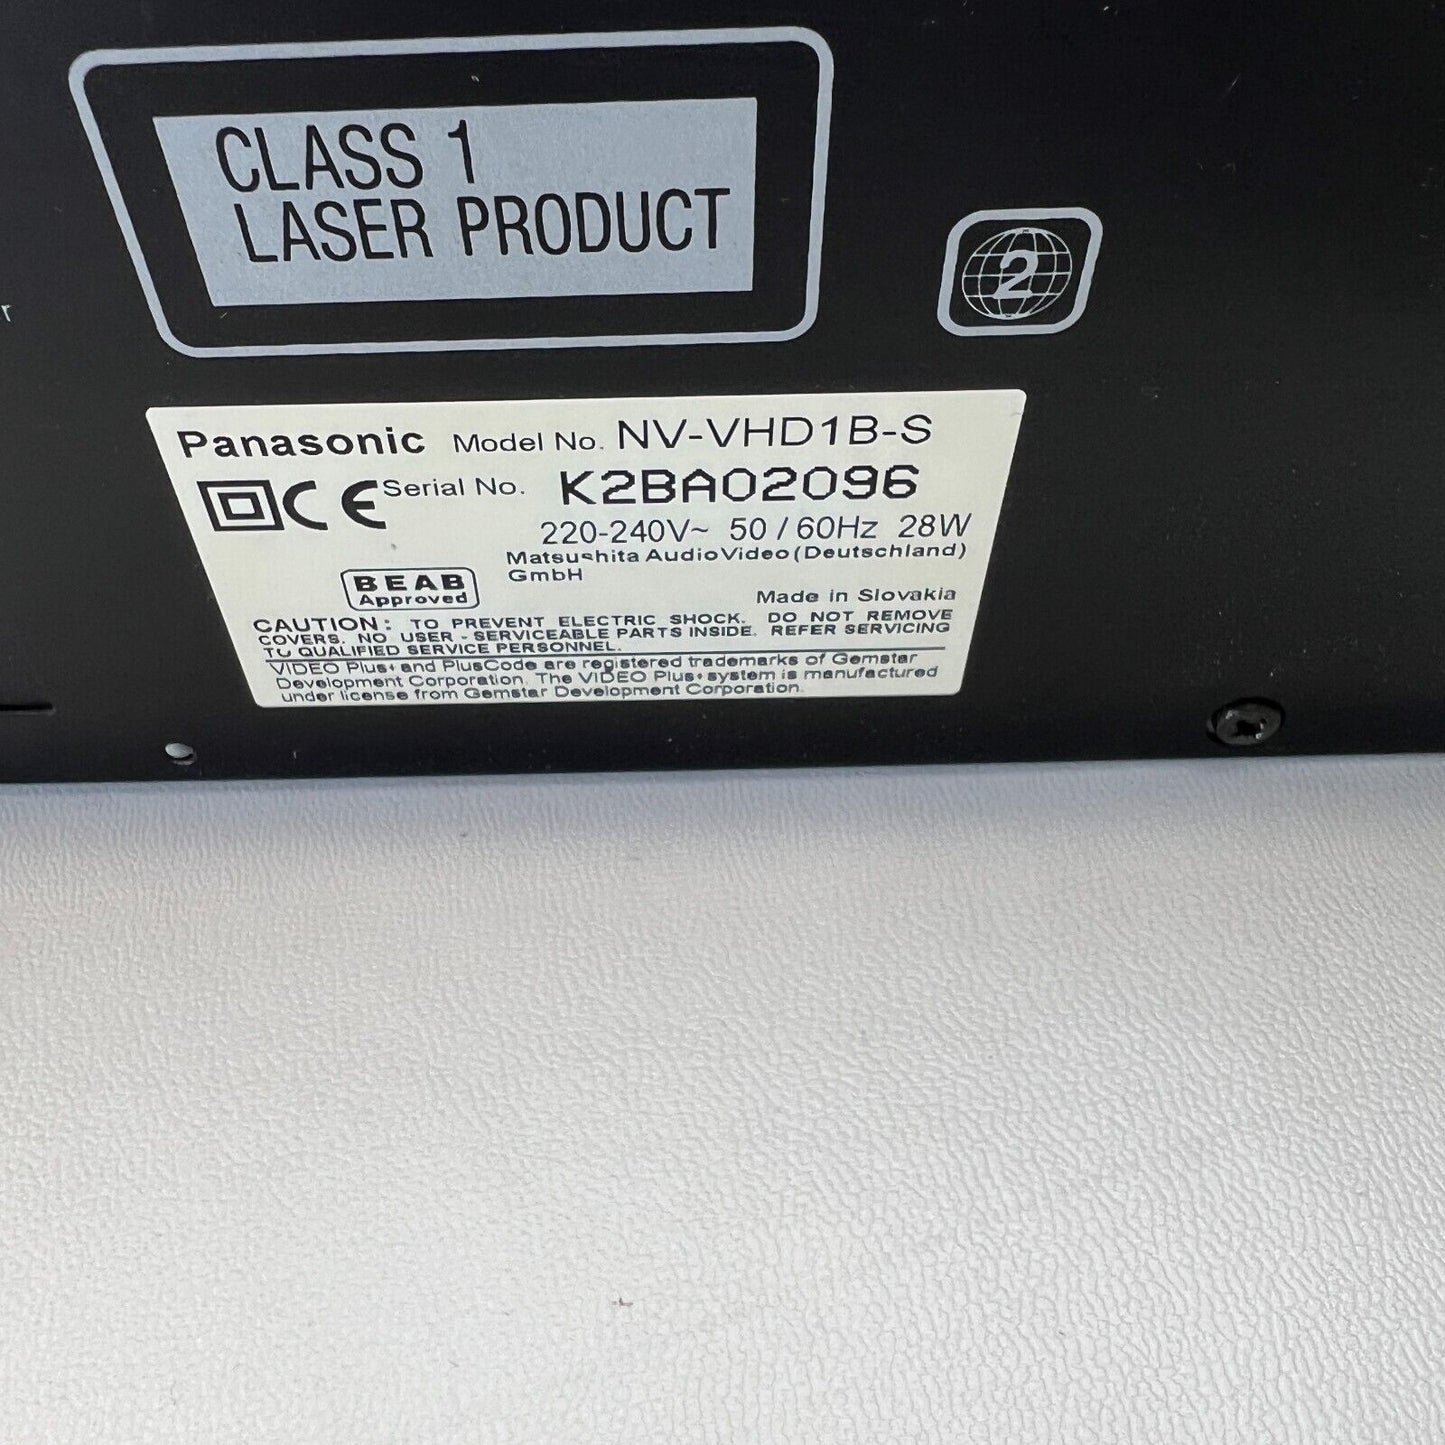 CLASS 1
LASER PRODUCT
2
r
Panasonic Model No. NV-VHD1B-S
CE Serial No. K2BA02096
220-240V~ 50 / 60Hz 28W
Matsushita Audio Video (Deutschland)
GmbH
BEAB
Approved
Made in Slovakia
CAUTION: TO PREVENT ELECTRIC SHOCK. DO NOT REMOVE
COVERS. NO USER - SERVICEABLE PARTS INSIDE. REFER SERVICING
TO QUALIFIED SERVICE PERSONNEL.
VIDEO Plus+ and PlusCode are registered trademarks of Gemstar
Development Corporation. The VIDEO Plus+ system is manufactured
under license from Gemstar Development Corporation.